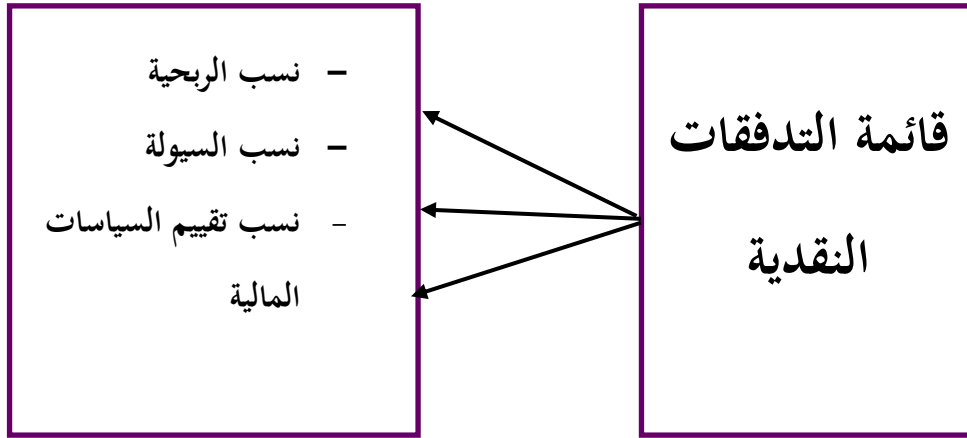 قائمة التدفقات
النقدية
– نسب الربحية
– نسب السيولة
- نسب تقييم السياسات
المالية